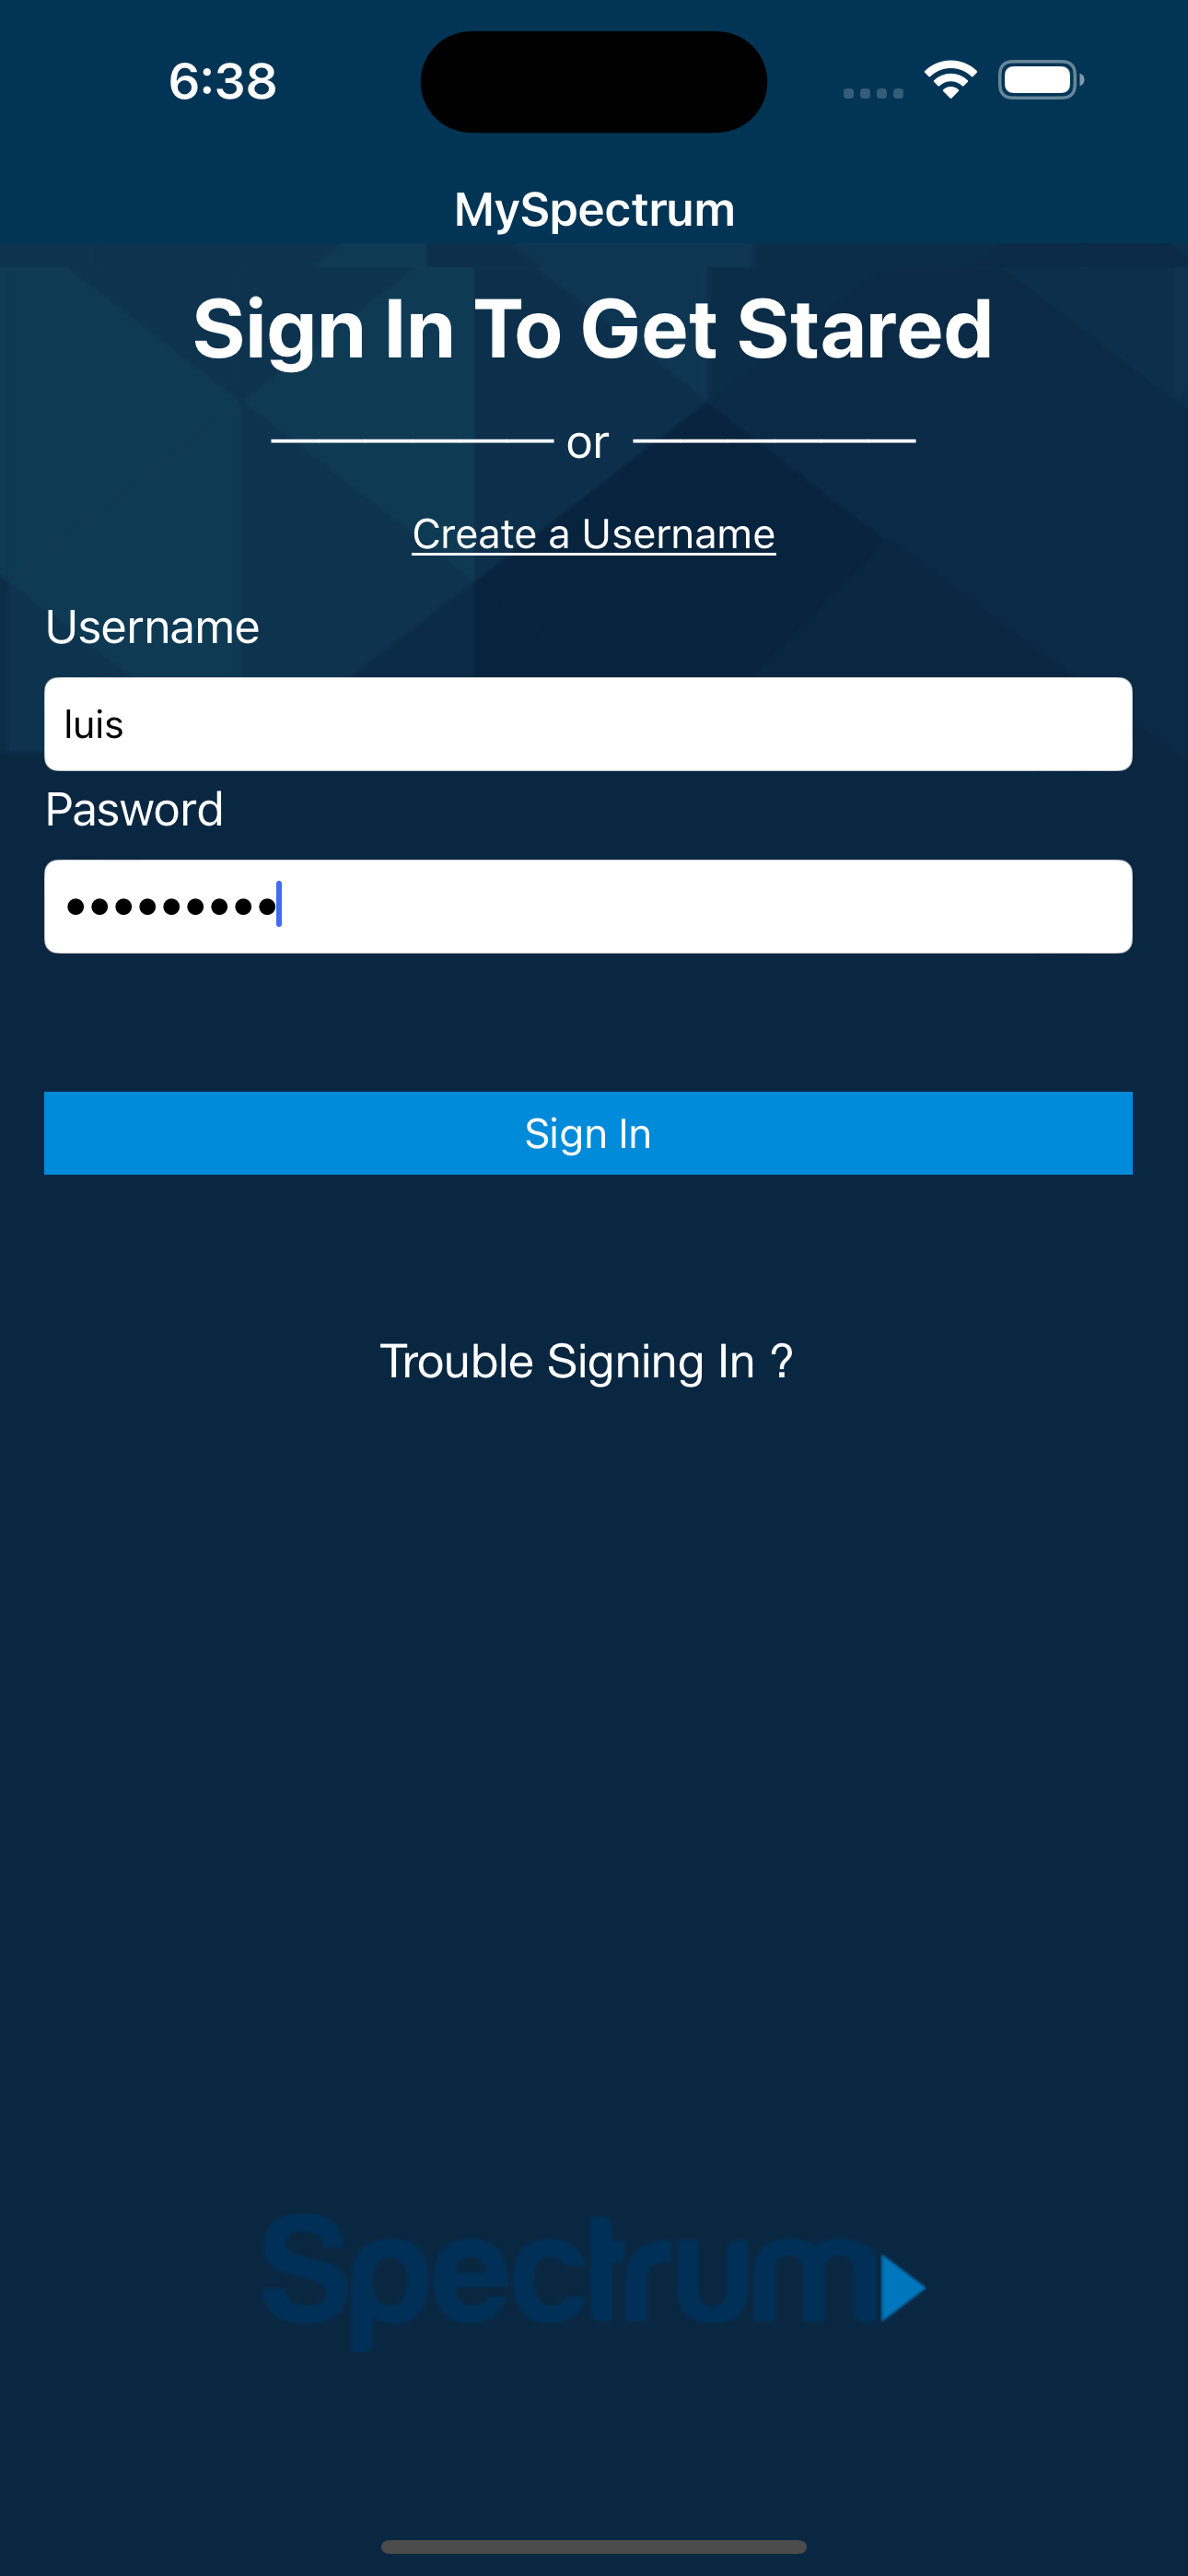 6:38
MySpectrum
Sign In To Get Stared
or
Create a Username
Username
luis
Pasword
•••••••••
Sign In
Trouble Signing In ?
Spectrum